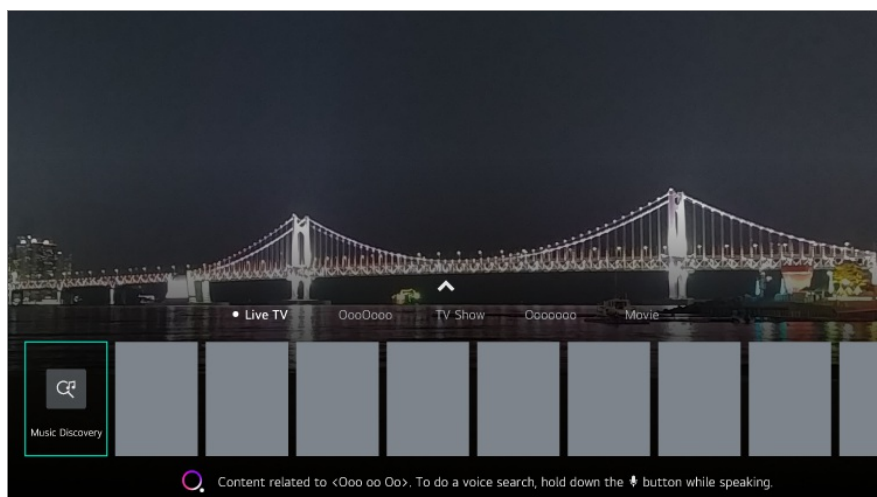 Live TV OooOooo TV Show Ooooooo Movie
Music Discovery
Content related to <Ooo oo Oo>. To do a voice search, hold down the button while speaking.